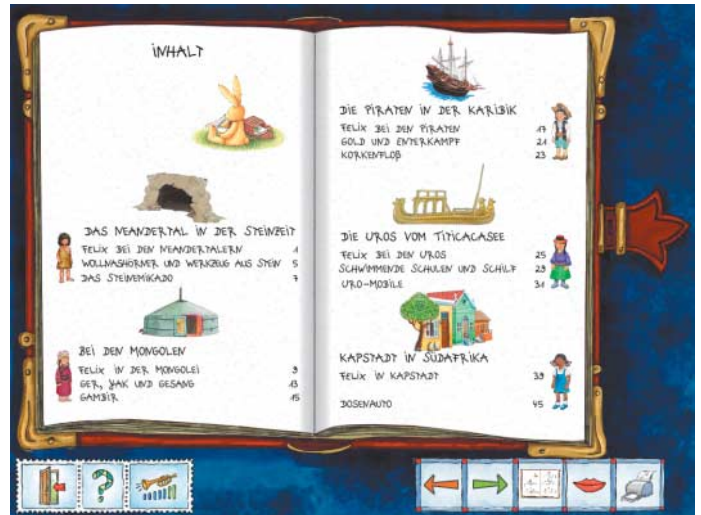 INHALT
DAS NEANDERTAL IN DER STEINZEIT
FELIX BEI DEN NEANDERTALERN 1
WOLLNASHÖRNER UND WERKZEUG AUS STEIN 5
DAS STEINEMIKADO 7
BEI DEN MONGOLEN
FELIX IN DER MONGOLEI 9
GER, YAK UND GESANG 13
GAMBIR 15
DIE PIRATEN IN DER KARIBIK
FELIX BEI DEN PIRATEN 17
GOLD UND ENTERKAMPF 21
KORKENFLOß 23
DIE UROS VOM TITICACASEE
FELIX BEI DEN UROS 25
SCHWIMMENDE SCHULEN UND SCHILF 29
URO-MOBILE 31
KAPSTADT IN SÜDAFRIKA
FELIX IN KAPSTADT 39
DOSENAUTO 45